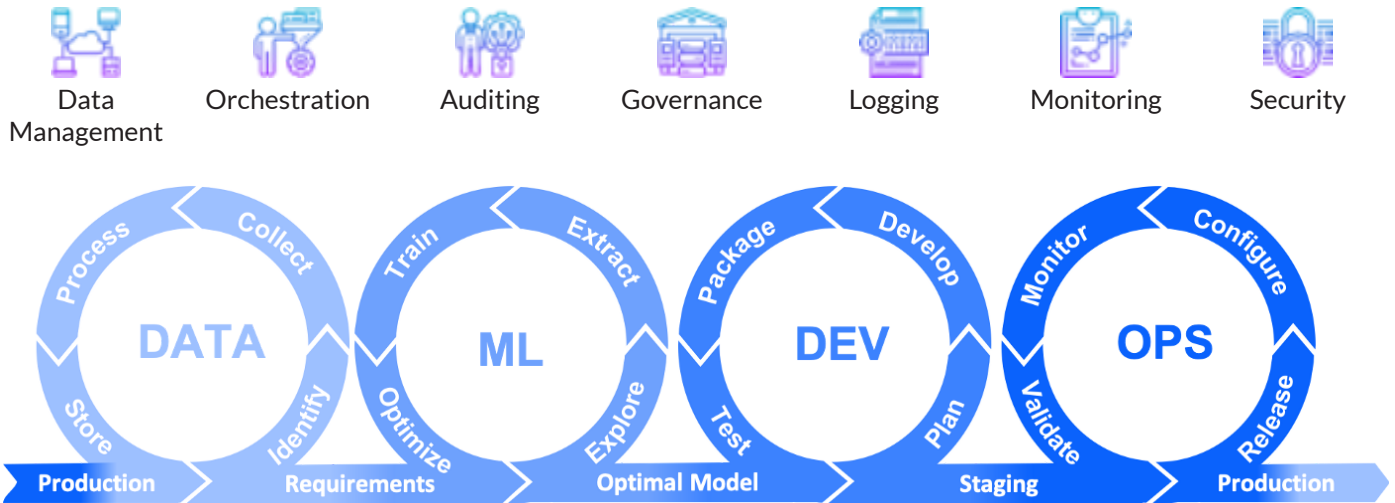 Data
Management
Orchestration
Auditing
Governance
Logging
Monitoring
Security
Process
Collect
Store
Identify
DATA
Train
Extract
Optimize
Explore
ML
Package
Develop
Test
Plan
DEV
Monitor
Configure
Validate
Release
OPS
Production
Requirements
Optimal Model
Staging
Production